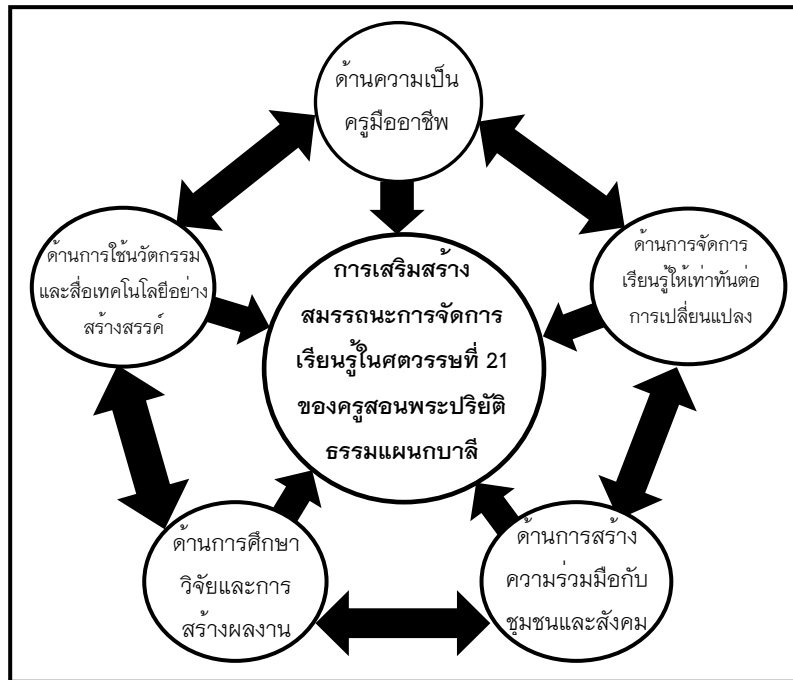 ด้านความเป็น
ครูมืออาชีพ
ด้านการใช้นวัตกรรม
และสื่อเทคโนโลยีอย่าง
สร้างสรรค์
การเสริมสร้าง
สมรรถนะการจัดการ
เรียนรู้ในศตวรรษที่ 21
ของครูสอนพระปริยัติ
ธรรมแผนกบาลี
ด้านการจัดการ
เรียนรู้ให้เท่าทันต่อ
การเปลี่ยนแปลง
ด้านการศึกษา
วิจัยและการ
สร้างผลงาน
ด้านการสร้าง
ความร่วมมือกับ
ชุมชนและสังคม